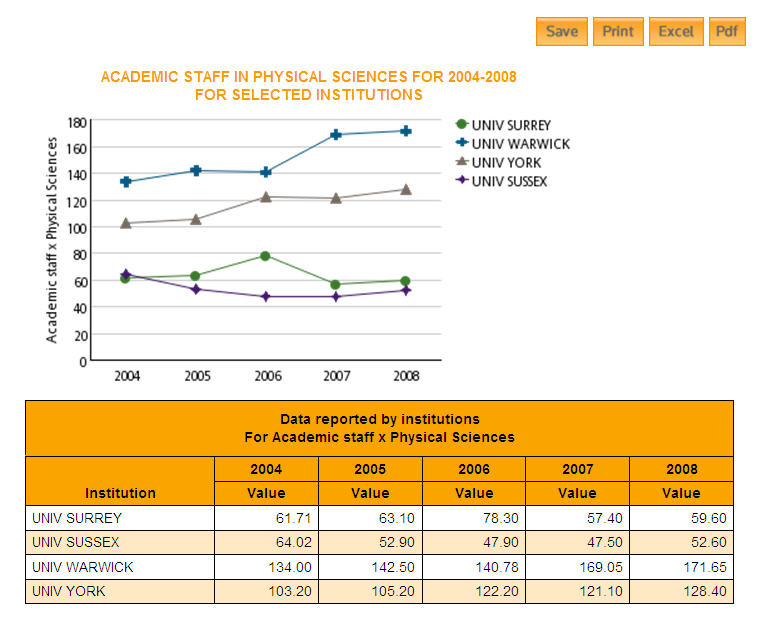 Save Print Excel Pdf
ACADEMIC STAFF IN PHYSICAL SCIENCES FOR 2004-2008
FOR SELECTED INSTITUTIONS
Academic staff x Physical Sciences
180
160
140
120
100
80
60
40
20
0
2004 2005 2006 2007 2008
UNIV SURREY
UNIV WARWICK
UNIV YORK
UNIV SUSSEX
Data reported by institutions
For Academic staff x Physical Sciences
2004 2005 2006 2007 2008
Institution Value Value Value Value Value
UNIV SURREY 61.71 63.10 78.30 57.40 59.60
UNIV SUSSEX 64.02 52.90 47.90 47.50 52.60
UNIV WARWICK 134.00 142.50 140.78 169.05 171.65
UNIV YORK 103.20 105.20 122.20 121.10 128.40